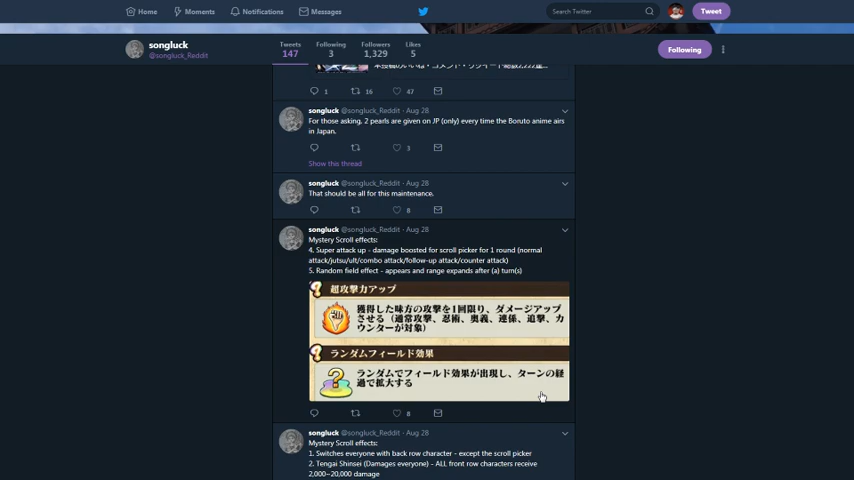 Home Moments Notifications Messages Search Twitter Tweet
songluck
@songluck_Reddit
Tweets Following Followers Likes
147 3 1,329 5
Following
1 16 47
songluck @songluck_Reddit · Aug 28
For those asking, 2 pearls are given on JP (only) every time the Boruto anime airs
in Japan.
3
Show this thread
songluck @songluck_Reddit · Aug 28
That should be all for this maintenance.
8
songluck @songluck_Reddit · Aug 28
Mystery Scroll effects:
4. Super attack up - damage boosted for scroll picker for 1 round (normal
attack/jutsu/ult/combo attack/follow-up attack/counter attack)
5. Random field effect - appears and range expands after (a) turn(s)
超攻撃力アップ
獲得した味方の攻撃を1回限り、ダメージアップ
させる（通常攻撃、忍術、奥義、連係、追撃、カ
ウンターが対象）
ランダムフィールド効果
ランダムでフィールド効果が出現し、ターンの経
過で拡大する
8
songluck @songluck_Reddit · Aug 28
Mystery Scroll effects:
1. Switches everyone with back row character - except the scroll picker
2. Tengai Shinsei (Damages everyone) - ALL front row characters receive
2,000~20,000 damage